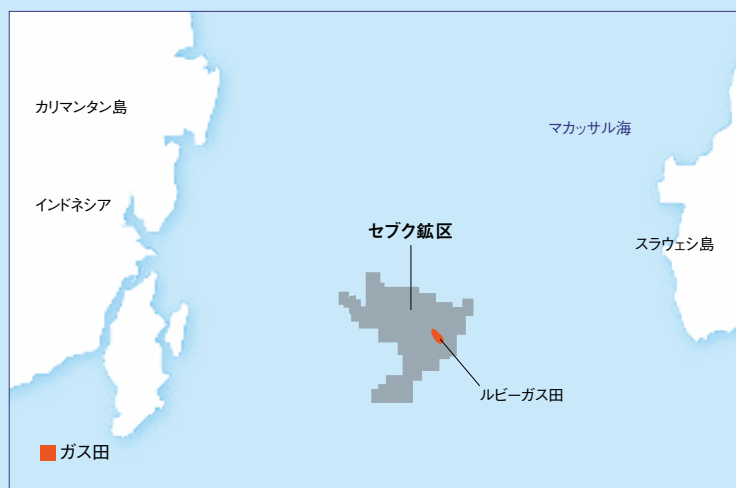 カリマンタン島
マカッサル海
インドネシア
セブク鉱区
スラウェシ島
ルビーガス田
ガス田